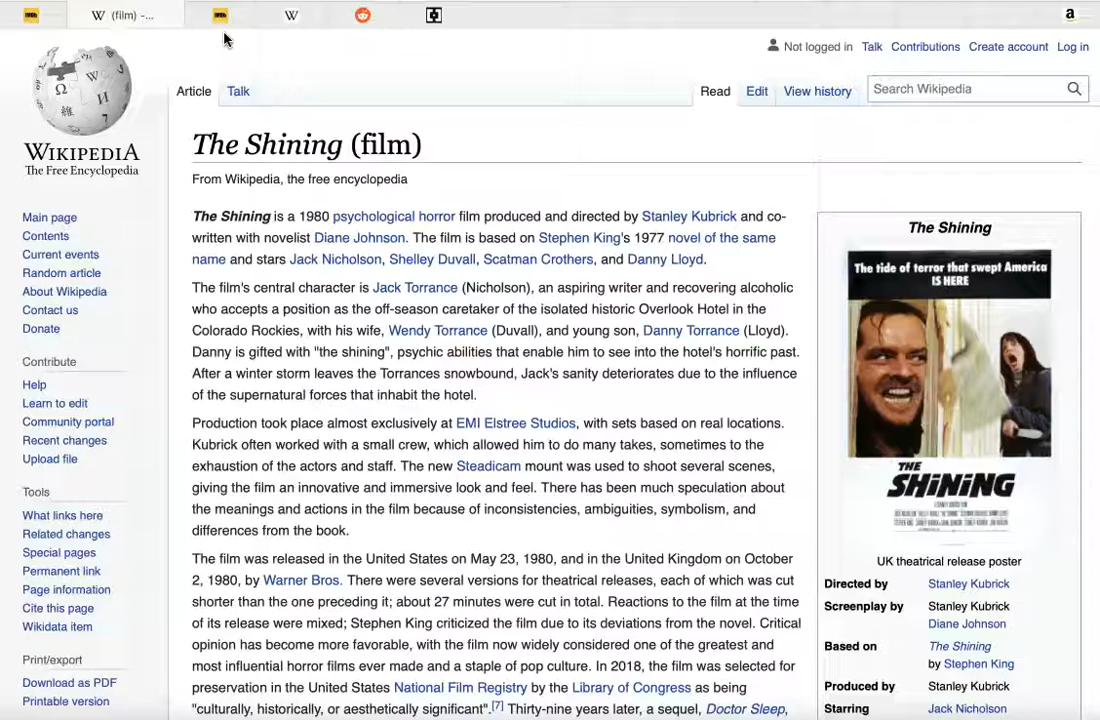 IMDb
W (film) -...
IMDb
W
a
Not logged in Talk Contributions Create account Log in
WIKIPEDIA
The Free Encyclopedia
Main page
Contents
Current events
Random article
About Wikipedia
Contact us
Donate
Contribute
Help
Learn to edit
Community portal
Recent changes
Upload file
Tools
What links here
Related changes
Special pages
Permanent link
Page information
Cite this page
Wikidata item
Print/export
Download as PDF
Printable version
Article Talk
Read Edit View history
Search Wikipedia
The Shining (film)
From Wikipedia, the free encyclopedia
The Shining is a 1980 psychological horror film produced and directed by Stanley Kubrick and co-
written with novelist Diane Johnson. The film is based on Stephen King's 1977 novel of the same
name and stars Jack Nicholson, Shelley Duvall, Scatman Crothers, and Danny Lloyd.
The film's central character is Jack Torrance (Nicholson), an aspiring writer and recovering alcoholic
who accepts a position as the off-season caretaker of the isolated historic Overlook Hotel in the
Colorado Rockies, with his wife, Wendy Torrance (Duvall), and young son, Danny Torrance (Lloyd).
Danny is gifted with "the shining", psychic abilities that enable him to see into the hotel's horrific past.
After a winter storm leaves the Torrances snowbound, Jack's sanity deteriorates due to the influence
of the supernatural forces that inhabit the hotel.
Production took place almost exclusively at EMI Elstree Studios, with sets based on real locations.
Kubrick often worked with a small crew, which allowed him to do many takes, sometimes to the
exhaustion of the actors and staff. The new Steadicam mount was used to shoot several scenes,
giving the film an innovative and immersive look and feel. There has been much speculation about
the meanings and actions in the film because of inconsistencies, ambiguities, symbolism, and
differences from the book.
The film was released in the United States on May 23, 1980, and in the United Kingdom on October
2, 1980, by Warner Bros. There were several versions for theatrical releases, each of which was cut
shorter than the one preceding it; about 27 minutes were cut in total. Reactions to the film at the time
of its release were mixed; Stephen King criticized the film due to its deviations from the novel. Critical
opinion has become more favorable, with the film now widely considered one of the greatest and
most influential horror films ever made and a staple of pop culture. In 2018, the film was selected for
preservation in the United States National Film Registry by the Library of Congress as being
"culturally, historically, or aesthetically significant".[7] Thirty-nine years later, a sequel, Doctor Sleep,
The Shining
The tide of terror that swept America
IS HERE
THE
SHiNiNG
UK theatrical release poster
Directed by Stanley Kubrick
Screenplay by Stanley Kubrick
Diane Johnson
Based on The Shining
by Stephen King
Produced by Stanley Kubrick
Starring Jack Nicholson